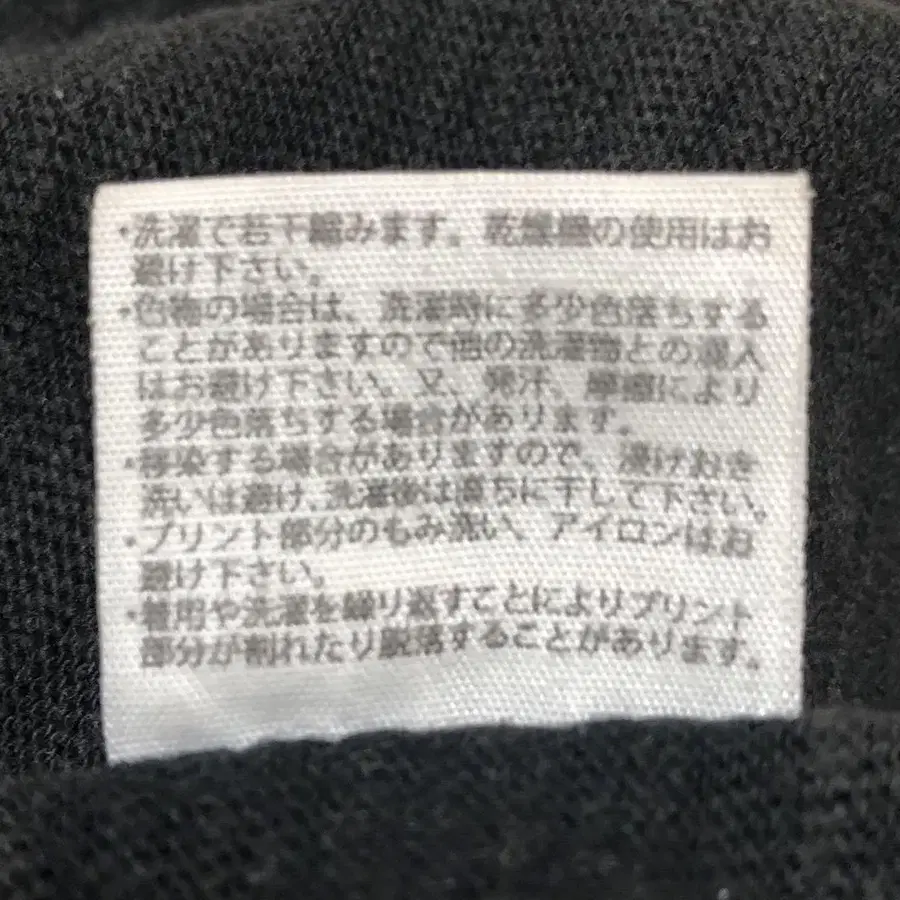 ・洗濯で若干縮みます。乾燥機の使用はお
避け下さい。
・色物の場合は、洗濯時に多少色落ちする
ことがありますので他の洗濯物との混入
はお避け下さい。又、発汗、摩擦により
多少色落ちする場合があります。
・移染する場合がありますので、浸けおき
洗いは避け、洗濯後は直ちに干して下さい。
・プリント部分のもみ洗い、アイロンはお
避け下さい。
・着用や洗濯を繰り返すことによりプリント
部分が割れたり脱落することがあります。